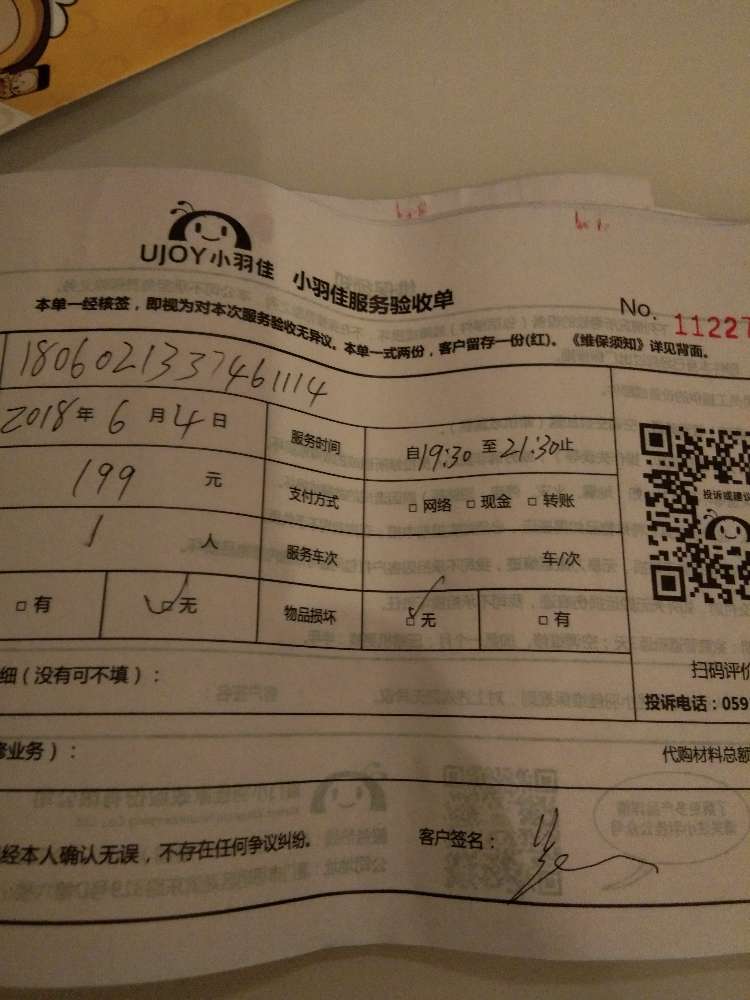 UJOY小羽佳 小羽佳服务验收单
No. 11227
本单一经核签，即视为对本次服务验收无异议。本单一式两份，客户留存一份(红)。《维保须知》详见背面。
18060213
2018年6月4日 服务时间 自19:30至21:30止
199 元 支付方式 □网络 □现金 □转账
1 人 服务车次 车/次
□有 □无 物品损坏 □无 □有
投诉或建议
细（没有可不填）：
扫码评价
投诉电话：059
业务）：
代购材料总额
经本人确认无误，不存在任何争议纠纷。 客户签名：